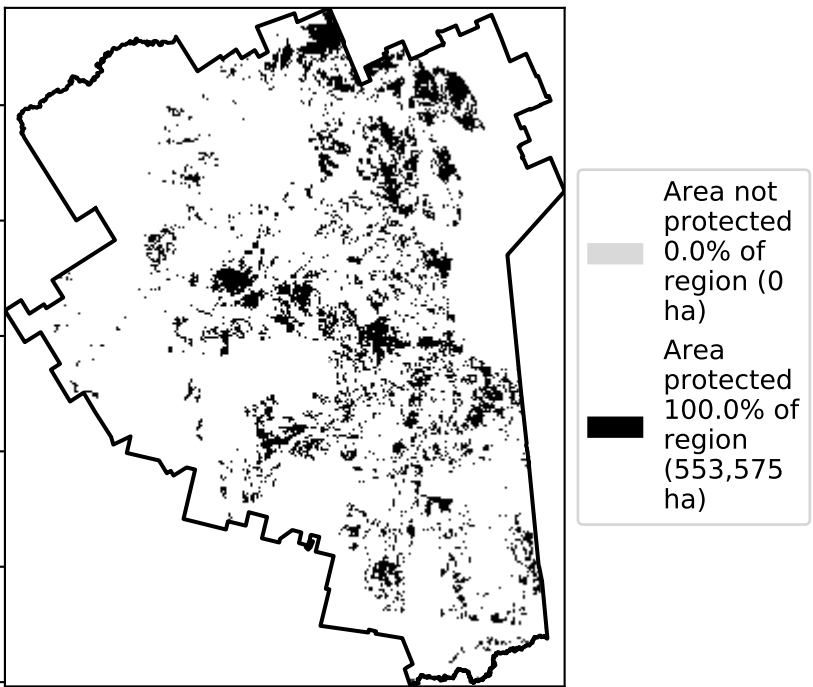 Area not
protected
0.0% of
region (0
ha)
Area
protected
100.0% of
region
(553,575
ha)